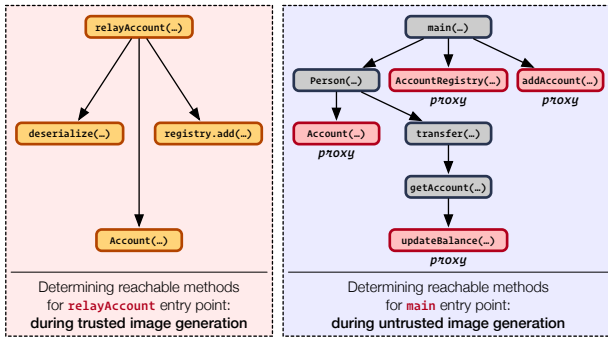 relayAccount(…)
deserialize(…)
registry.add(…)
Account(…)
Determining reachable methods
for relayAccount entry point:
during trusted image generation
main(…)
Person(…)
AccountRegistry(…)
addAccount(…)
proxy
proxy
Account(…)
transfer(…)
proxy
getAccount(…)
updateBalance(…)
proxy
Determining reachable methods
for main entry point:
during untrusted image generation